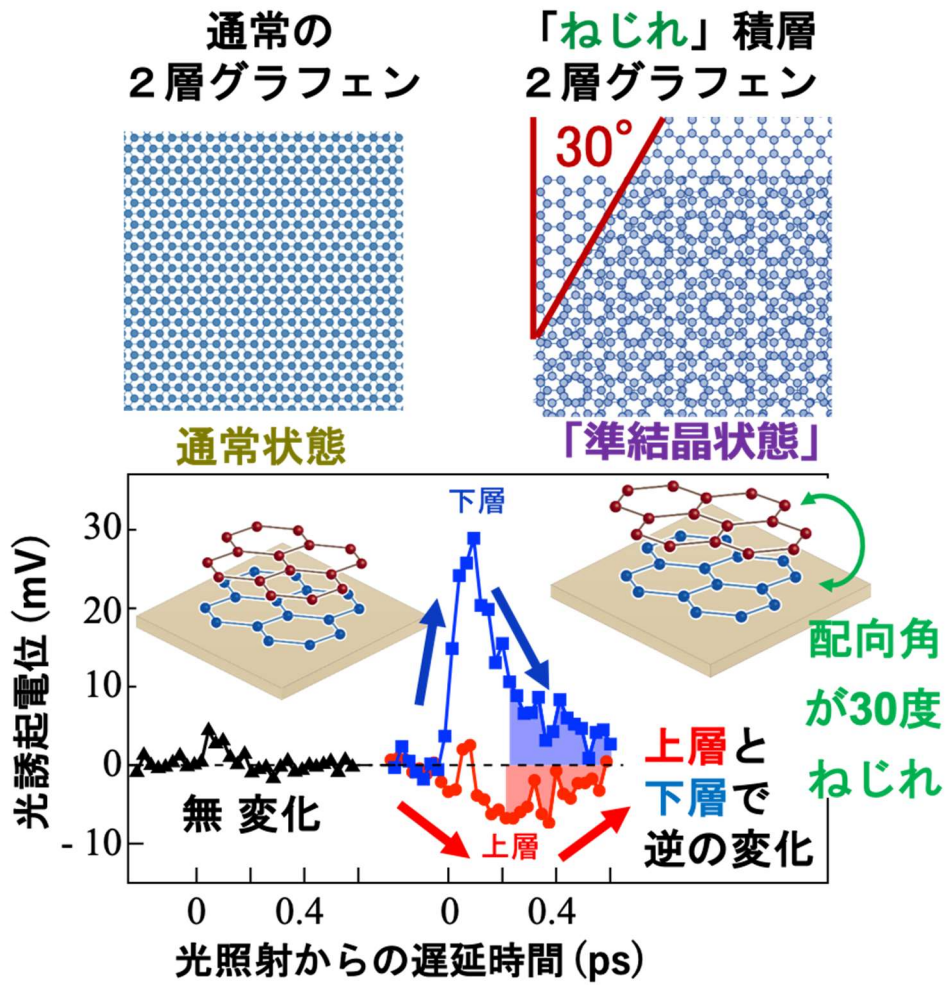 通常の
２層グラフェン
「ねじれ」積層
２層グラフェン
30°
通常状態
「準結晶状態」
光誘起電位 (mV)
30
20
10
0
- 10
下層
無 変化
上層
上層と
下層で
逆の変化
配向角
が30度
ねじれ
0
0.4
0
0.4
光照射からの遅延時間 (ps)